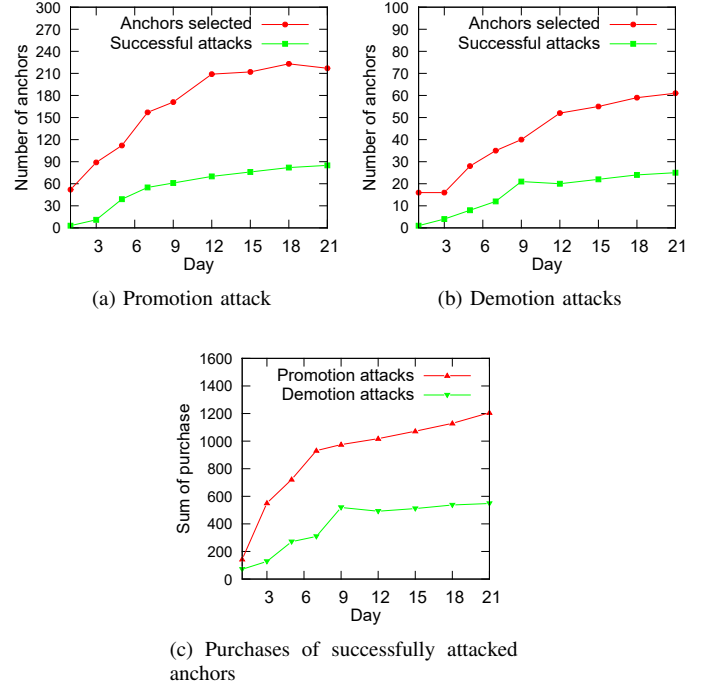 300
270
240
210
180
150
120
90
60
30
0
Number of anchors
Anchors selected
Successful attacks
3 6 9 12 15 18 21
Day
(a) Promotion attack
100
90
80
70
60
50
40
30
20
10
0
Number of anchors
Anchors selected
Successful attacks
3 6 9 12 15 18 21
Day
(b) Demotion attacks
1600
1400
1200
1000
800
600
400
200
0
Sum of purchase
Promotion attacks
Demotion attacks
3 6 9 12 15 18 21
Day
(c) Purchases of successfully attacked
anchors